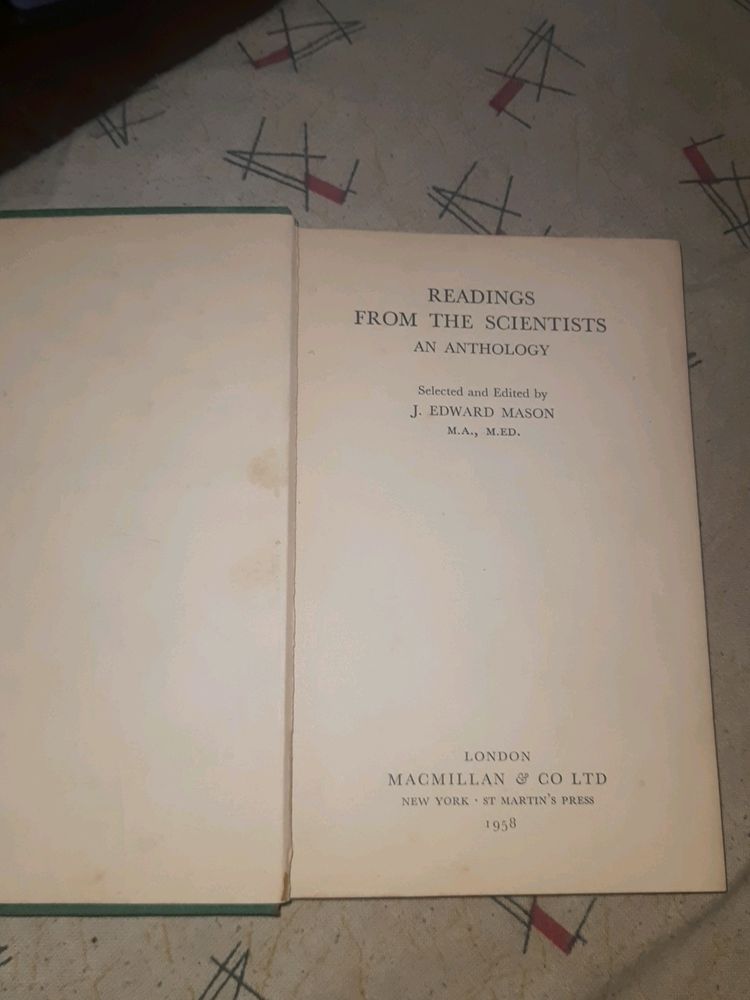 READINGS
FROM THE SCIENTISTS
AN ANTHOLOGY
Selected and Edited by
J. EDWARD MASON
M.A., M.ED.
LONDON
MACMILLAN & CO LTD
NEW YORK · ST MARTIN'S PRESS
1958